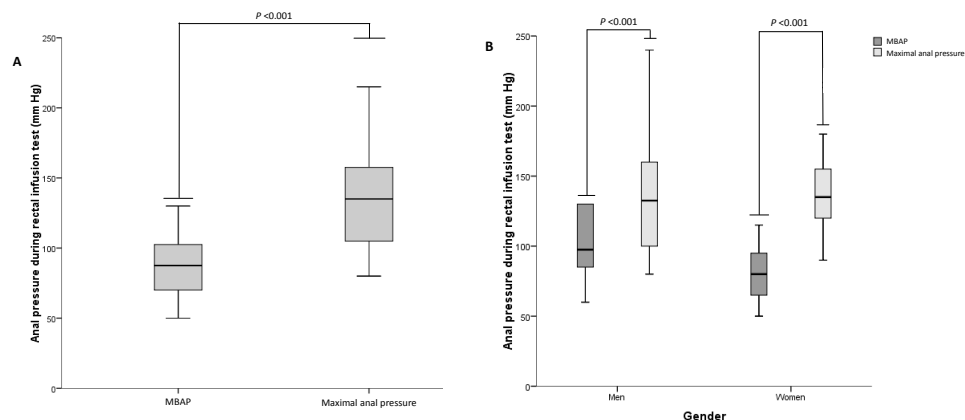 A
P <0.001
Anal pressure during rectal infusion test (mm Hg)
250
200
150
100
50
0
MBAP
Maximal anal pressure
B
P <0.001
P <0.001
MBAP
Maximal anal pressure
Anal pressure during rectal infusion test (mm Hg)
250
200
150
100
50
0
Men
Women
Gender